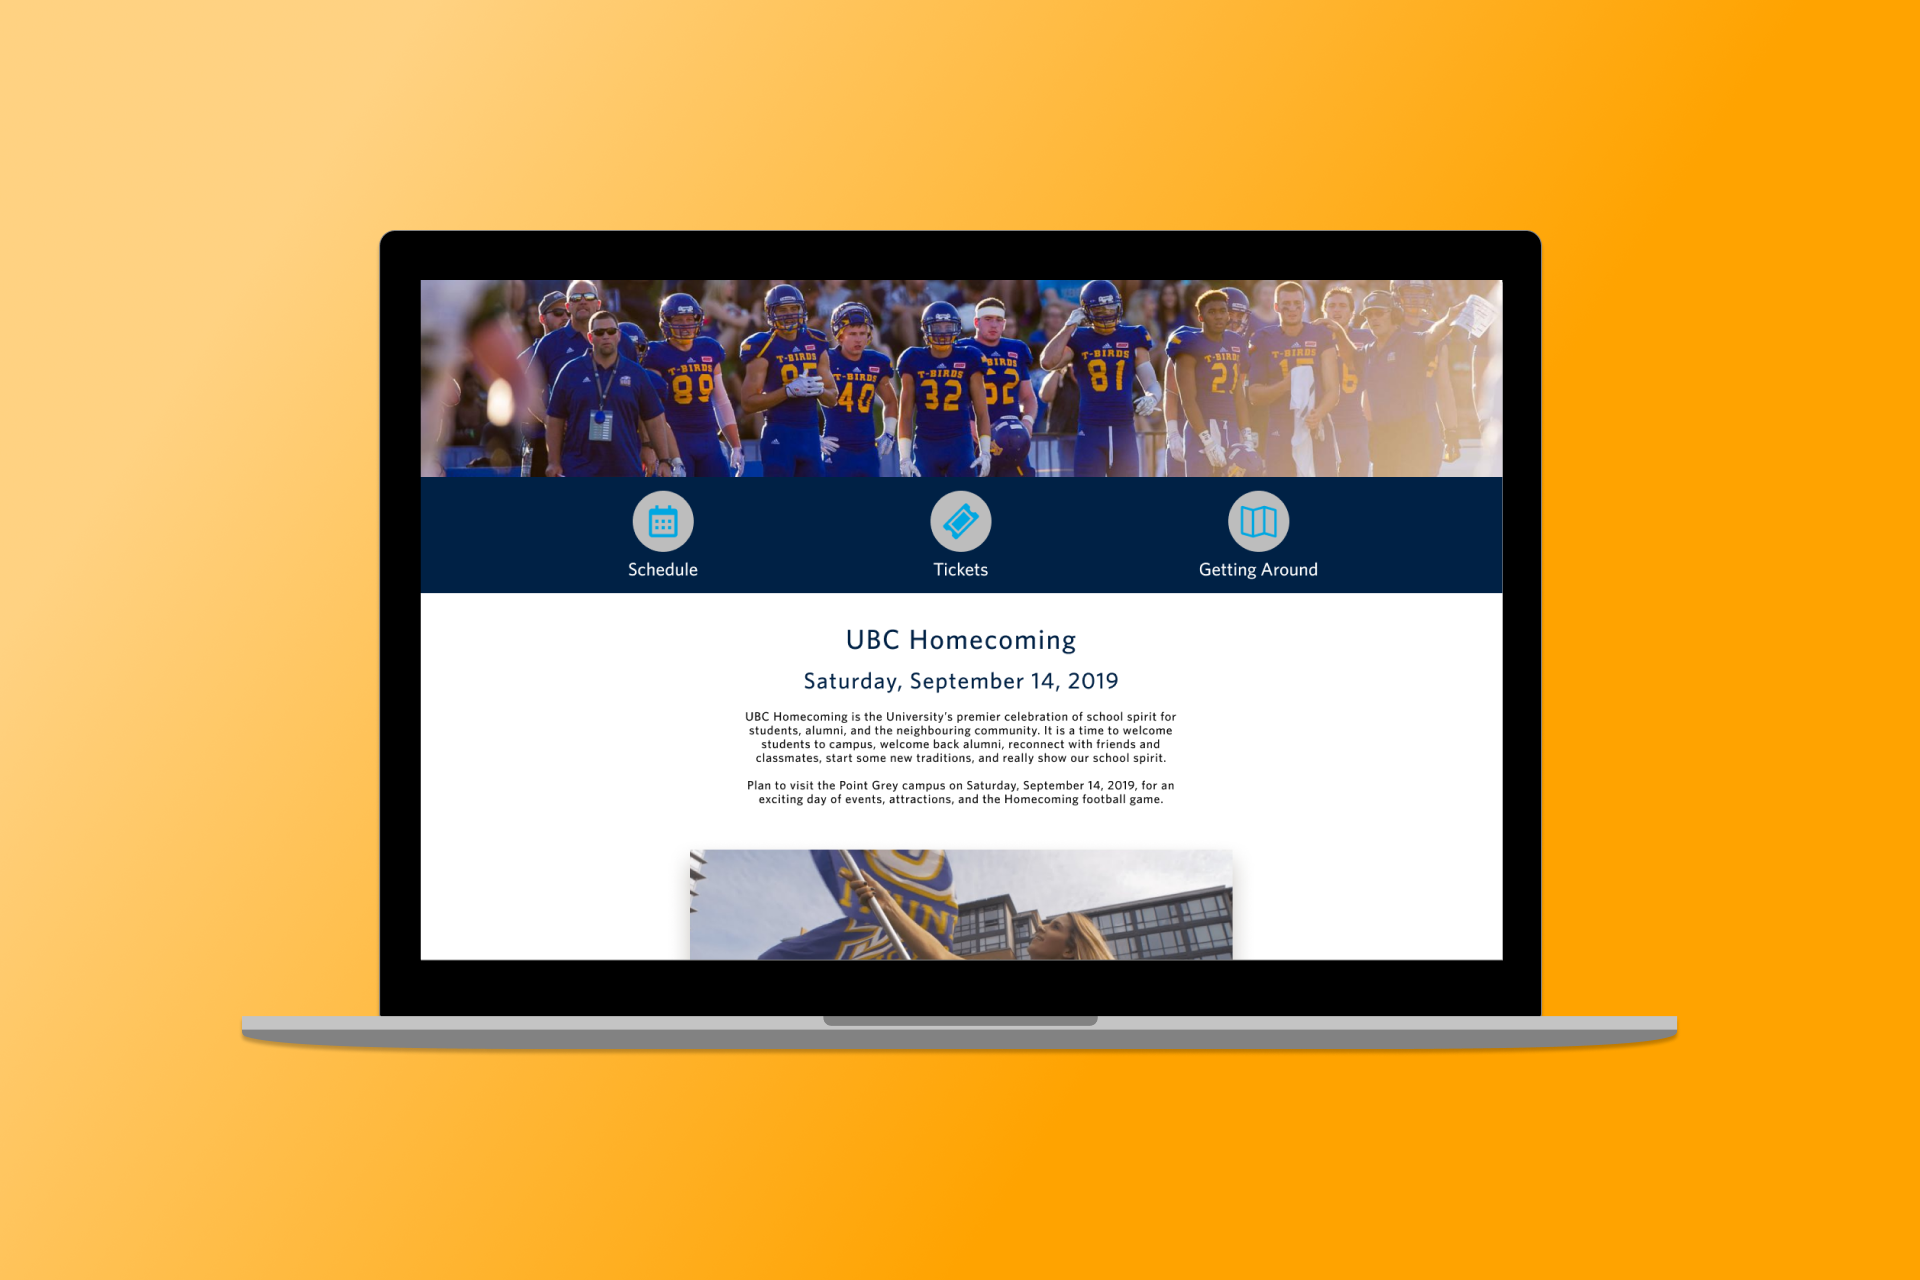 T-BIRDS
89
T-BIRDS
T-BIRDS
40
T-BIRDS
32
BIRDS
62
T-BIRDS
81
T-BIRDS
21
T-BIRDS
Schedule
Tickets
Getting Around
UBC Homecoming
Saturday, September 14, 2019
UBC Homecoming is the University's premier celebration of school spirit for
students, alumni, and the neighbouring community. It is a time to welcome
students to campus, welcome back alumni, reconnect with friends and
classmates, start some new traditions, and really show our school spirit.
Plan to visit the Point Grey campus on Saturday, September 14, 2019, for an
exciting day of events, attractions, and the Homecoming football game.